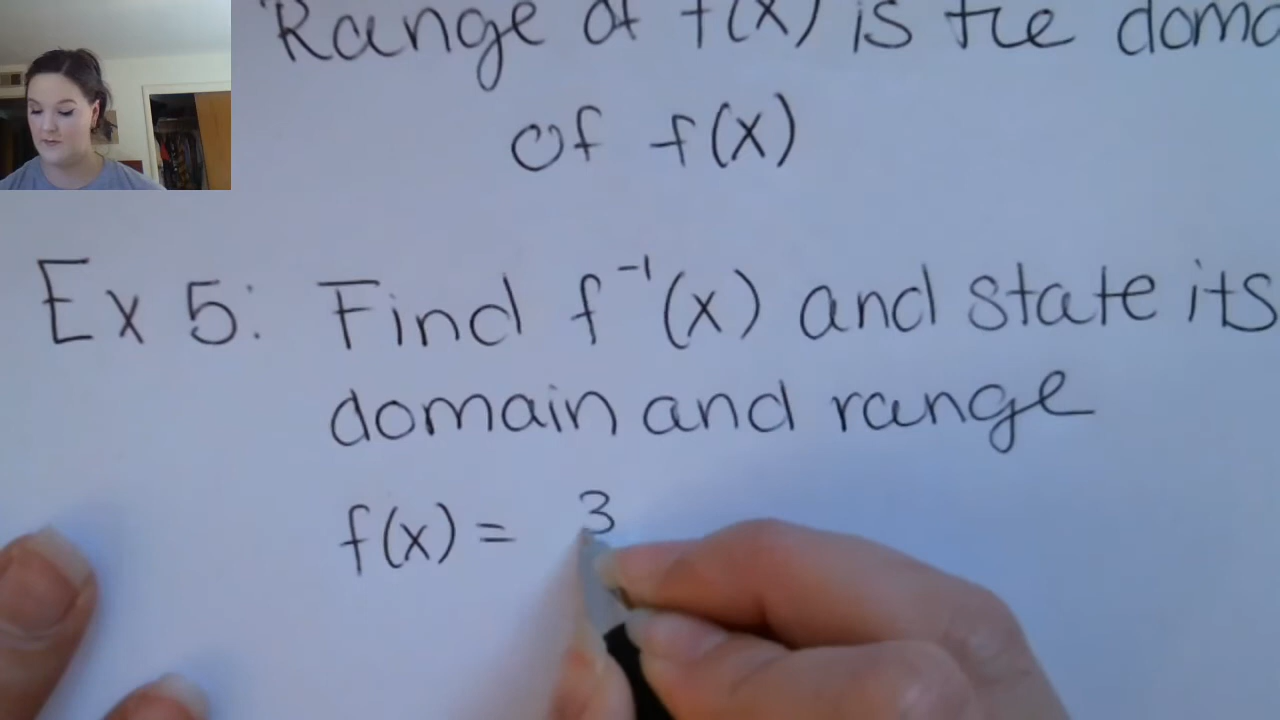 Range of f(x) is the doma
of f(x)
Ex 5: Find f⁻¹(x) and state its
domain and range
f(x) = 3